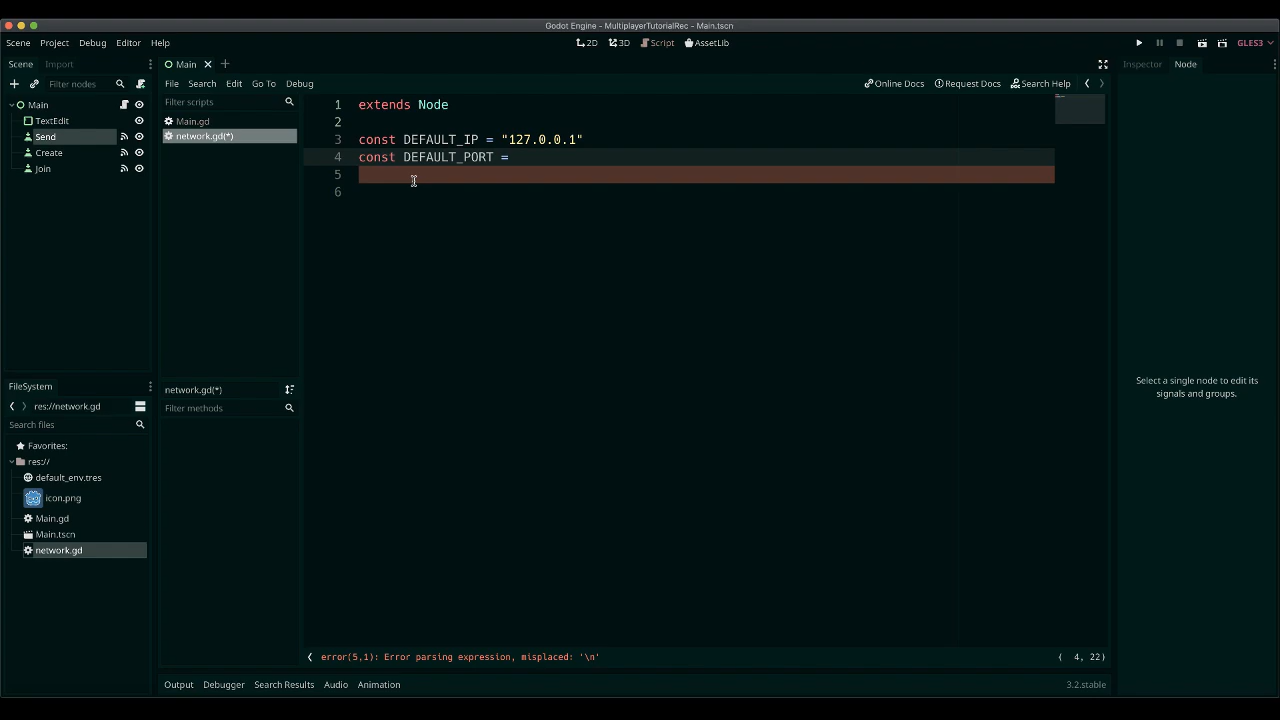 Godot Engine - MultiplayerTutorialRec - Main.tscn
Scene Project Debug Editor Help
2D 3D Script AssetLib
GLES3
Scene Import
Filter nodes
Main
TextEdit
Send
Create
Join
FileSystem
res://network.gd
Search files
Favorites:
res://
default_env.tres
icon.png
Main.gd
Main.tscn
network.gd
Main
File Search Edit Go To Debug
Online Docs Request Docs Search Help
Filter scripts
Main.gd
network.gd(*)
network.gd(*)
Filter methods
1 extends Node
2
3 const DEFAULT_IP = "127.0.0.1"
4 const DEFAULT_PORT =
5
6
error(5,1): Error parsing expression, misplaced: '\n'
( 4, 22)
Output Debugger Search Results Audio Animation
3.2.stable
Inspector Node
Select a single node to edit its
signals and groups.